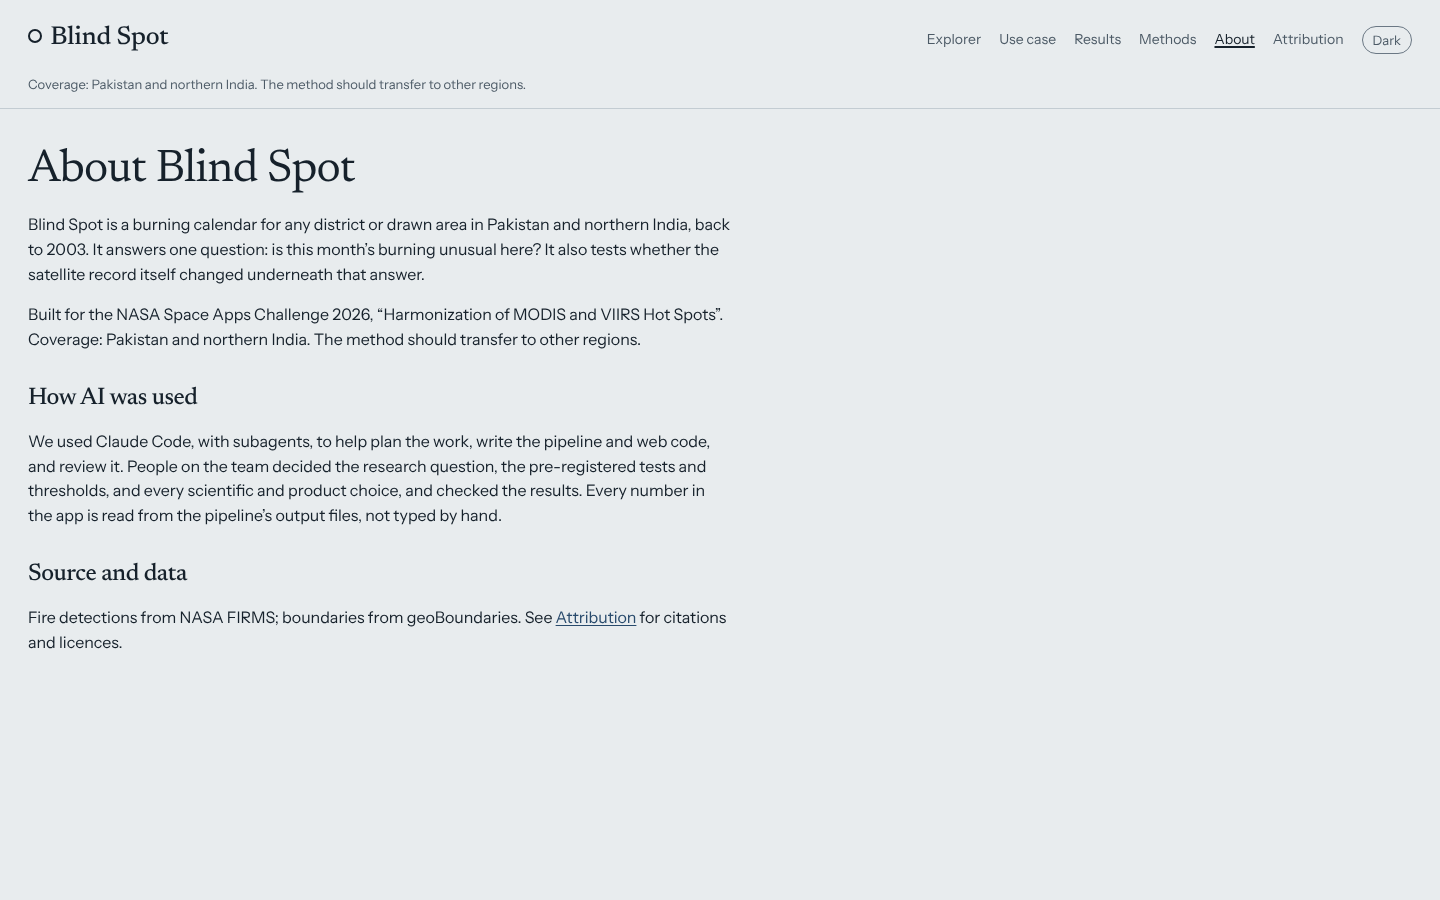 Blind Spot
Explorer Use case Results Methods About Attribution Dark
Coverage: Pakistan and northern India. The method should transfer to other regions.
About Blind Spot
Blind Spot is a burning calendar for any district or drawn area in Pakistan and northern India, back
to 2003. It answers one question: is this month’s burning unusual here? It also tests whether the
satellite record itself changed underneath that answer.
Built for the NASA Space Apps Challenge 2026, “Harmonization of MODIS and VIIRS Hot Spots”.
Coverage: Pakistan and northern India. The method should transfer to other regions.
How AI was used
We used Claude Code, with subagents, to help plan the work, write the pipeline and web code,
and review it. People on the team decided the research question, the pre-registered tests and
thresholds, and every scientific and product choice, and checked the results. Every number in
the app is read from the pipeline’s output files, not typed by hand.
Source and data
Fire detections from NASA FIRMS; boundaries from geoBoundaries. See Attribution for citations
and licences.